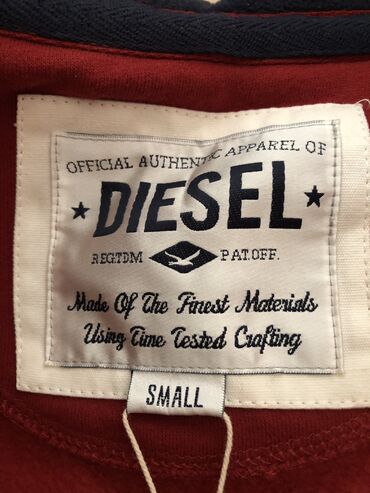 OFFICIAL AUTHENTIC APPAREL OF
DIESEL
REGTDM PAT.OFF.
Made Of The Finest Materials
Using Time Tested Crafting
SMALL